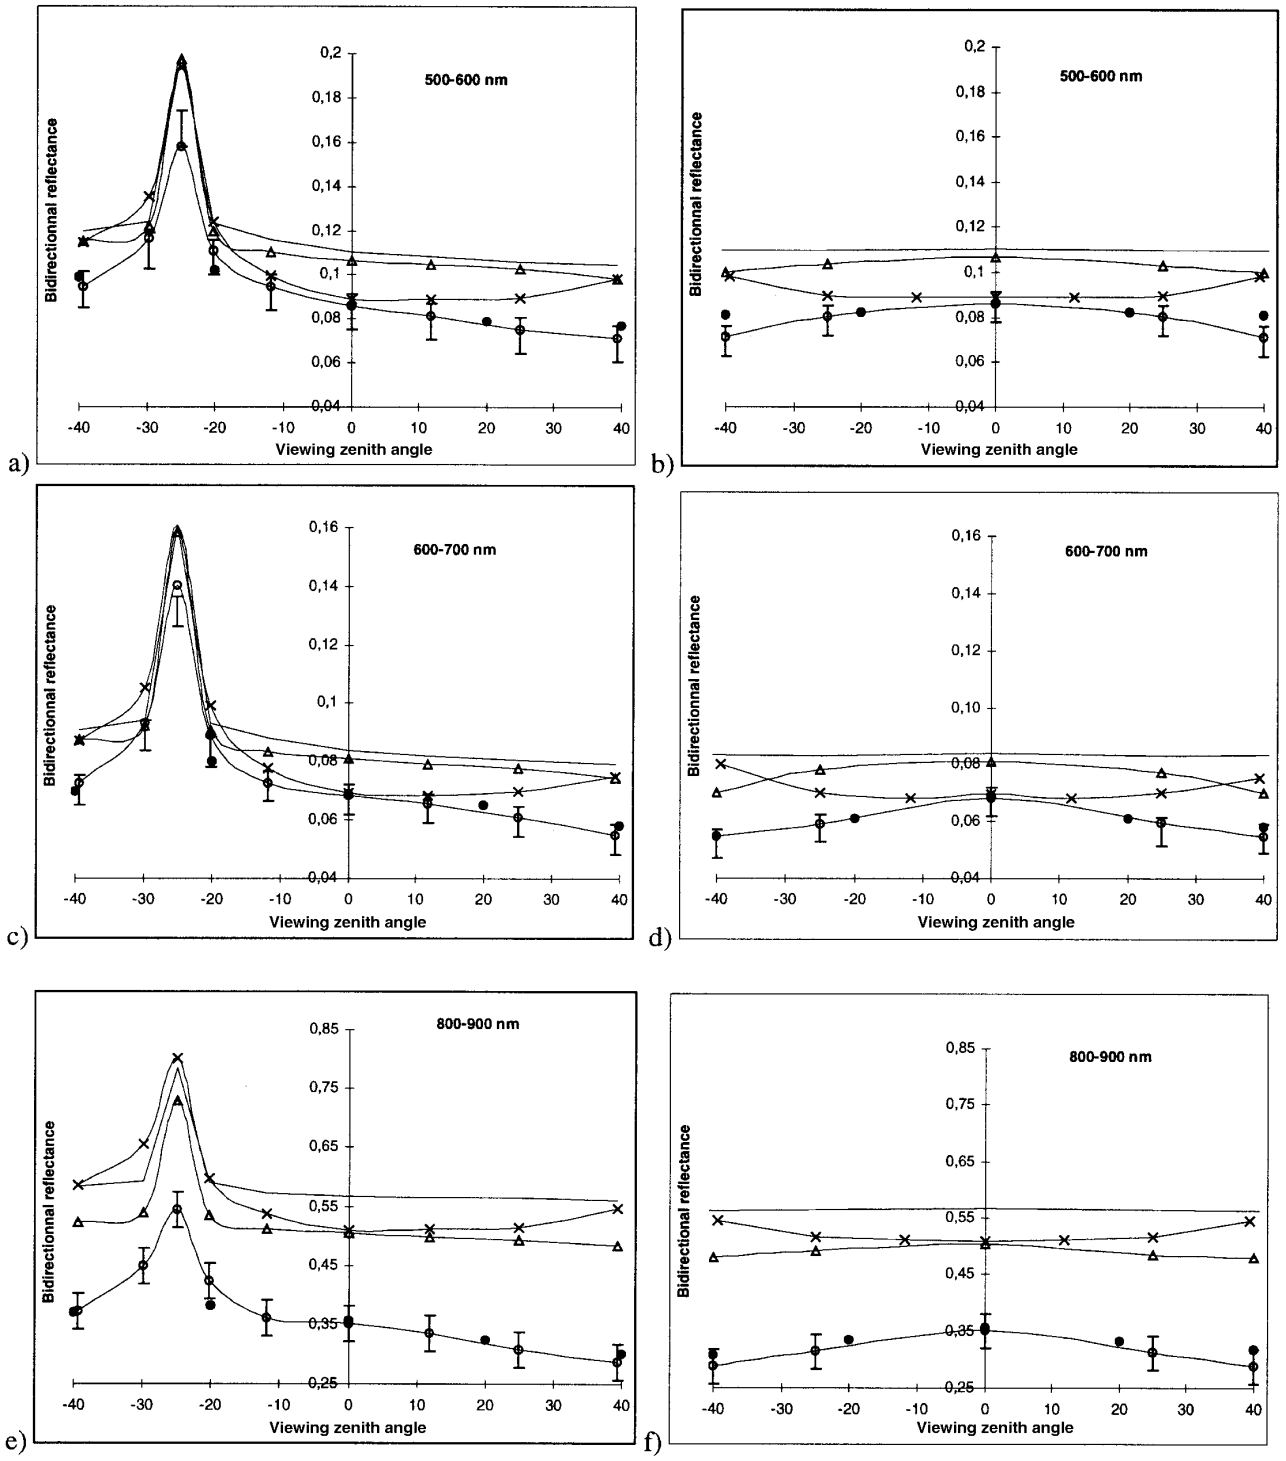 0,2
500-600 nm
0,18
0,16
0,14
0,12
0,1
0,08
0,06
0,04
-40 -30 -20 -10 0 10 20 30 40
Viewing zenith angle
Bidirectionnal reflectance
a)
0,2
500-600 nm
0,18
0,16
0,14
0,12
0,1
0,08
0,06
0,04
-40 -30 -20 -10 0 10 20 30 40
Viewing zenith angle
Bidirectionnal reflectance
b)
0,16
600-700 nm
0,14
0,12
0,1
0,08
0,06
0,04
-40 -30 -20 -10 0 10 20 30 40
Viewing zenith angle
Bidirectionnal reflectance
c)
0,16
600-700 nm
0,14
0,12
0,10
0,08
0,06
0,04
-40 -30 -20 -10 0 10 20 30 40
Viewing zenith angle
Bidirectionnal reflectance
d)
0,85
800-900 nm
0,75
0,65
0,55
0,45
0,35
0,25
-40 -30 -20 -10 0 10 20 30 40
Viewing zenith angle
Bidirectionnal reflectance
e)
0,85
800-900 nm
0,75
0,65
0,55
0,45
0,35
0,25
-40 -30 -20 -10 0 10 20 30 40
Viewing zenith angle
Bidirectionnal reflectance
f)